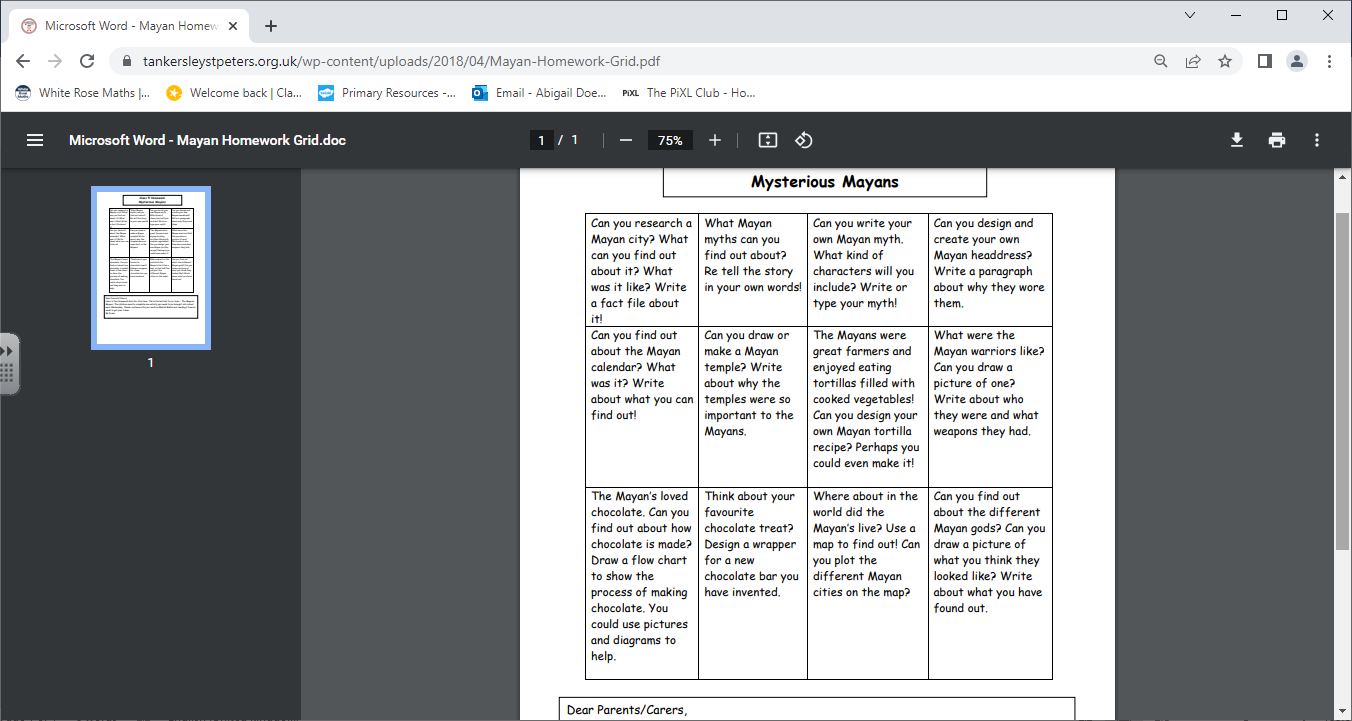 Microsoft Word - Mayan Homew
tankersleystpeters.org.uk/wp-content/uploads/2018/04/Mayan-Homework-Grid.pdf
White Rose Maths |... Welcome back | Cla... Primary Resources -... Email - Abigail Doe... PiXL The PiXL Club - Ho...
Microsoft Word - Mayan Homework Grid.doc
1 / 1
75%
1
Mysterious Mayans
Can you research a
Mayan city? What
can you find out
about it? What
was it like? Write
a fact file about
it!
What Mayan
myths can you
find out about?
Re tell the story
in your own words!
Can you write your
own Mayan myth.
What kind of
characters will you
include? Write or
type your myth!
Can you design and
create your own
Mayan headdress?
Write a paragraph
about why they wore
them.
Can you find out
about the Mayan
calendar? What
was it? Write
about what you can
find out!
Can you draw or
make a Mayan
temple? Write
about why the
temples were so
important to the
Mayans.
The Mayans were
great farmers and
enjoyed eating
tortillas filled with
cooked vegetables!
Can you design your
own Mayan tortilla
recipe? Perhaps you
could even make it!
What were the
Mayan warriors like?
Can you draw a
picture of one?
Write about who
they were and what
weapons they had.
The Mayan's loved
chocolate. Can you
find out about how
chocolate is made?
Draw a flow chart
to show the
process of making
chocolate. You
could use pictures
and diagrams to
help.
Think about your
favourite
chocolate treat?
Design a wrapper
for a new
chocolate bar you
have invented.
Where about in the
world did the
Mayan's live? Use a
map to find out! Can
you plot the
different Mayan
cities on the map?
Can you find out
about the different
Mayan gods? Can you
draw a picture of
what you think they
looked like? Write
about what you have
found out.
Dear Parents/Carers,